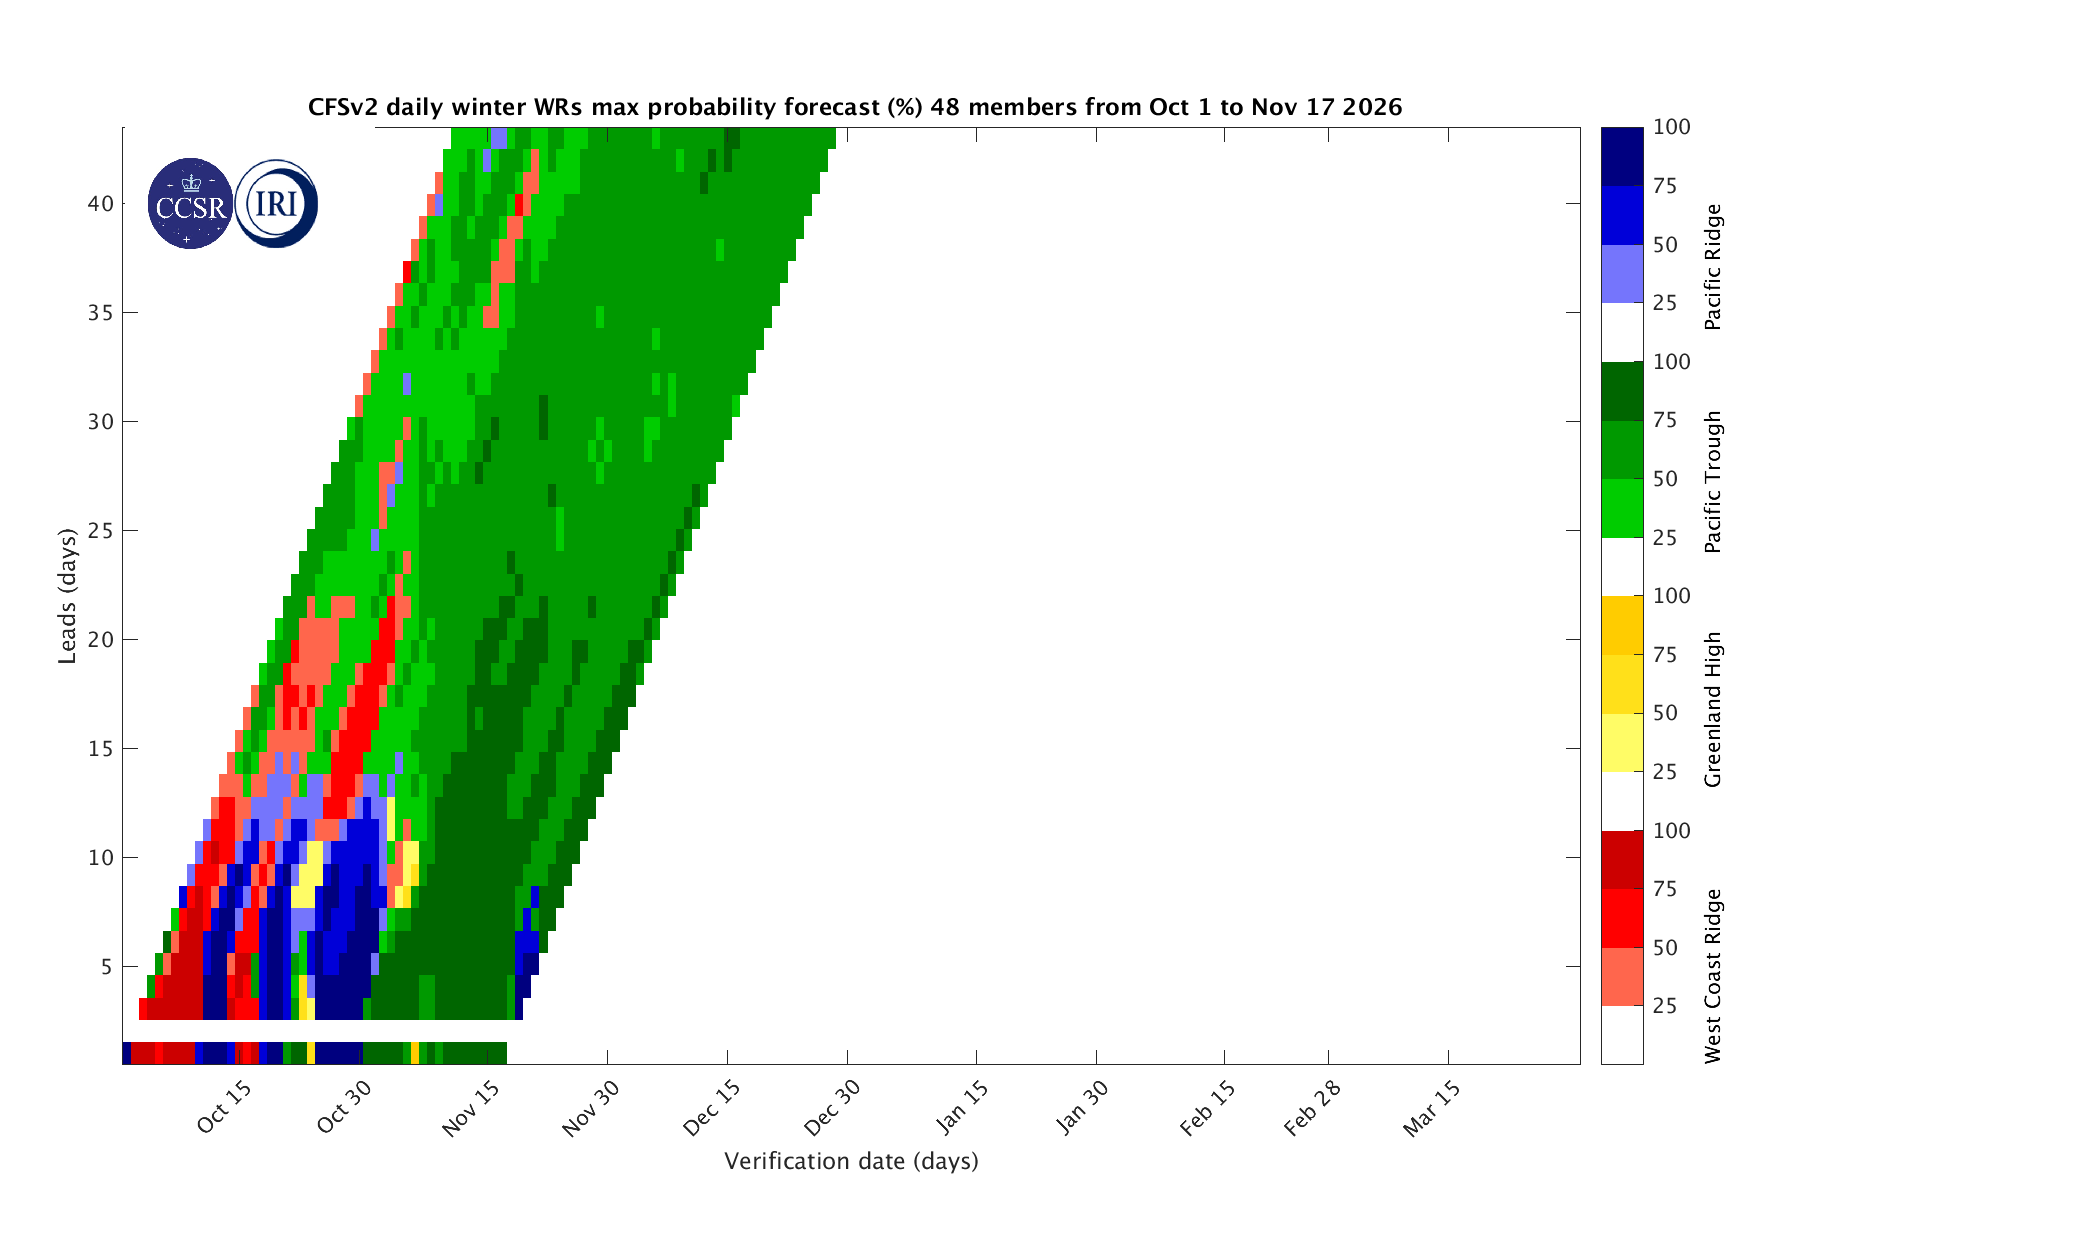 CFSv2 daily winter WRs max probability forecast (%) 48 members from Oct 1 to Nov 17 2026
CCSR
IRI
Leads (days)
40
35
30
25
20
15
10
5
Oct 15
Oct 30
Nov 15
Nov 30
Dec 15
Dec 30
Jan 15
Jan 30
Feb 15
Feb 28
Mar 15
Verification date (days)
100
75
50
25
100
75
50
25
100
75
50
25
100
75
50
25
Pacific Ridge
Pacific Trough
Greenland High
West Coast Ridge